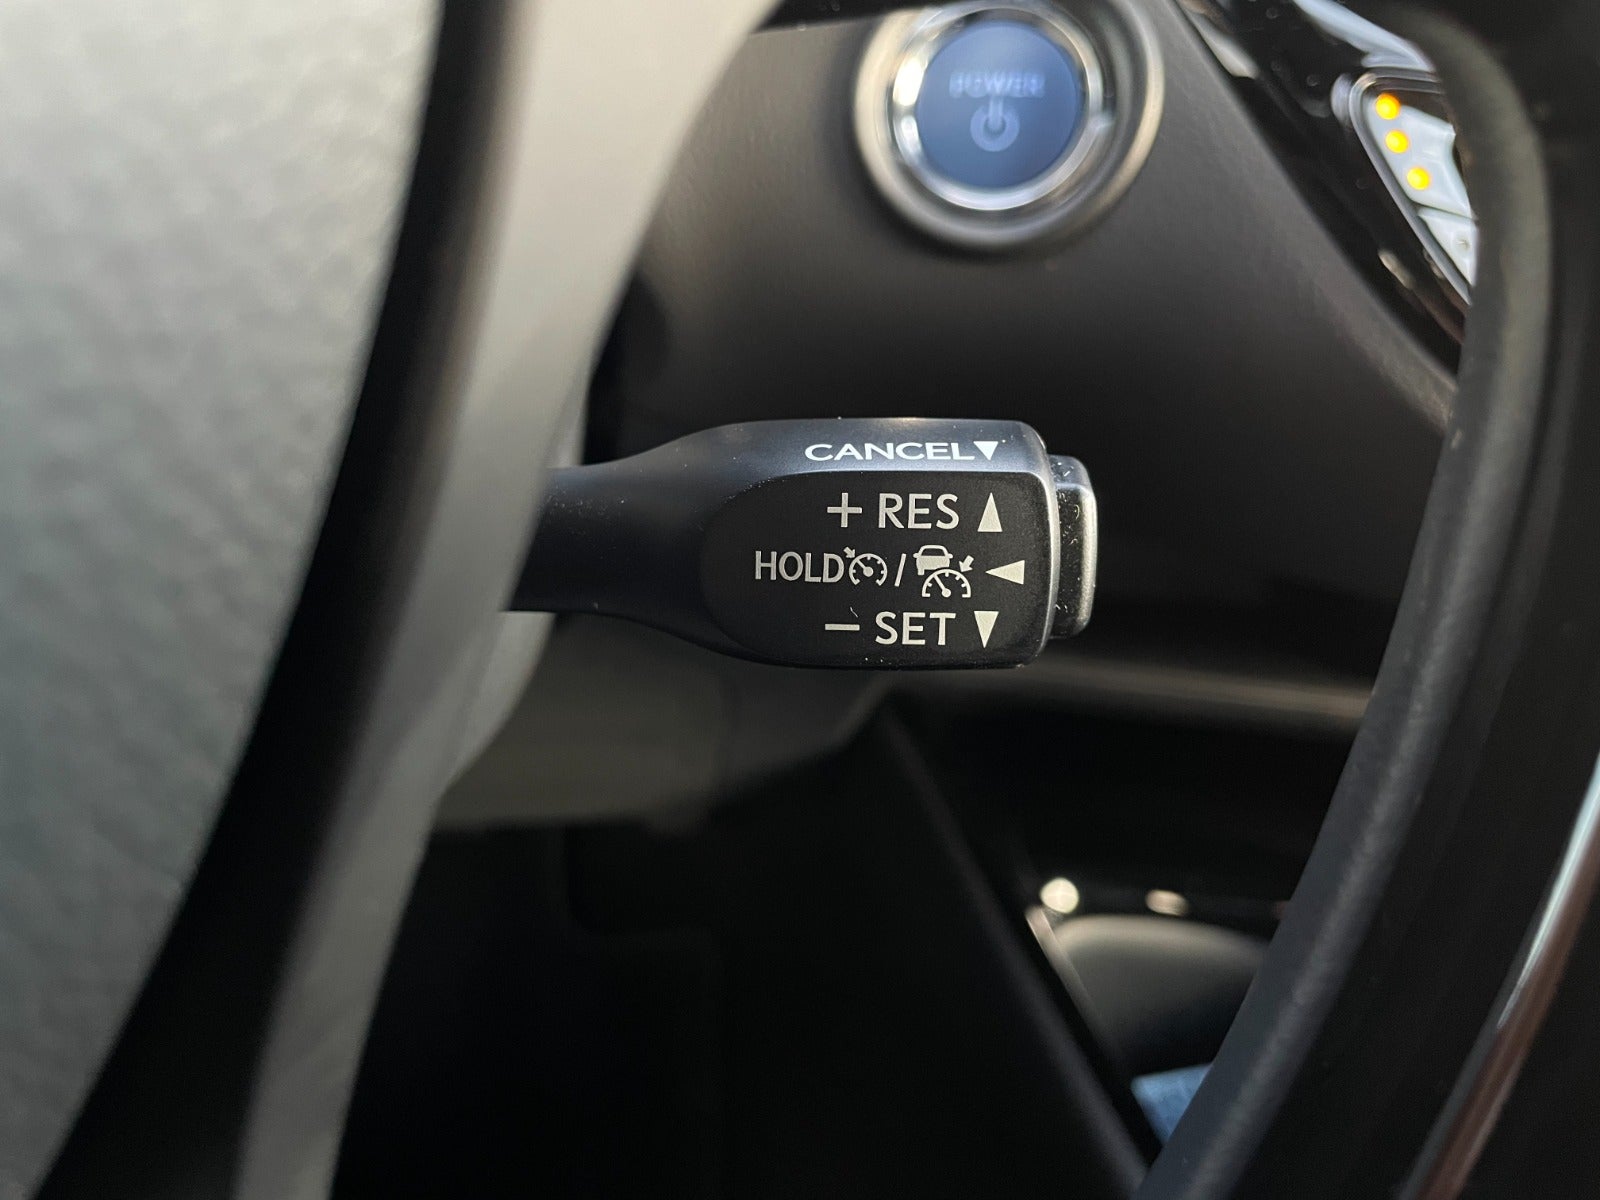 POWER
CANCEL▼
+ RES ▲
HOLD / ◀
− SET ▼